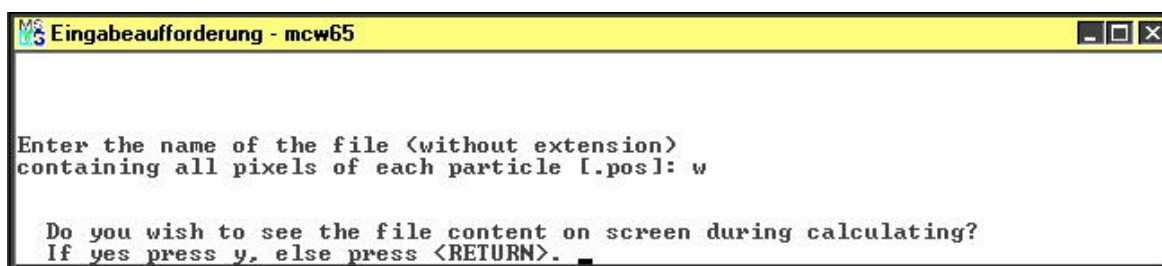 Eingabeaufforderung - mcw65
Enter the name of the file (without extension)
containing all pixels of each particle [.pos]: w
Do you wish to see the file content on screen during calculating?
If yes press y, else press <RETURN>.